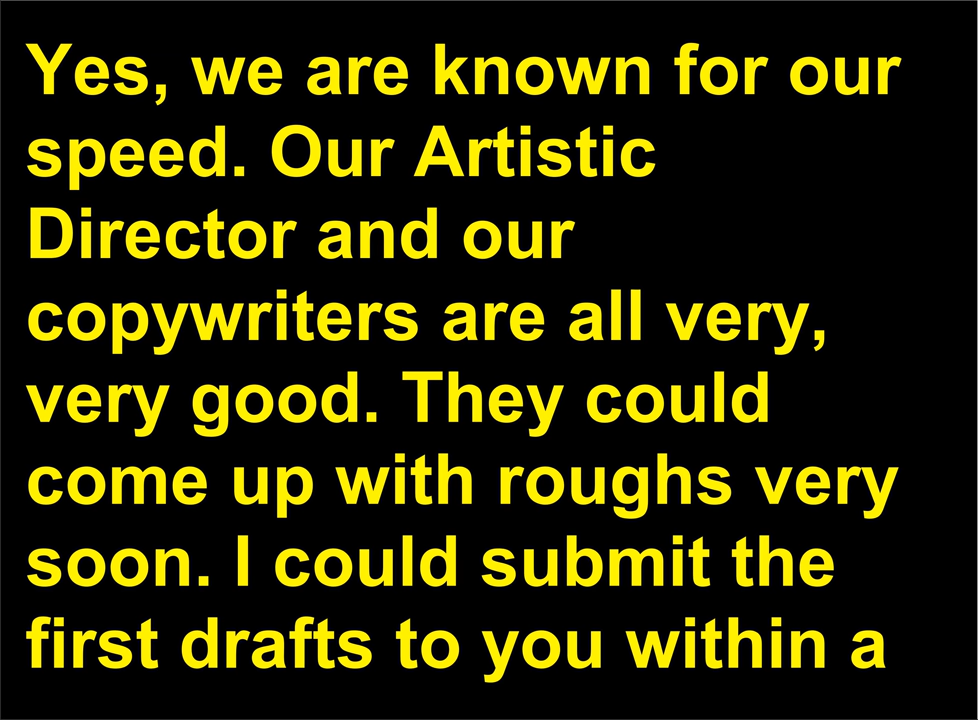 Yes, we are known for our
speed. Our Artistic
Director and our
copywriters are all very,
very good. They could
come up with roughs very
soon. I could submit the
first drafts to you within a